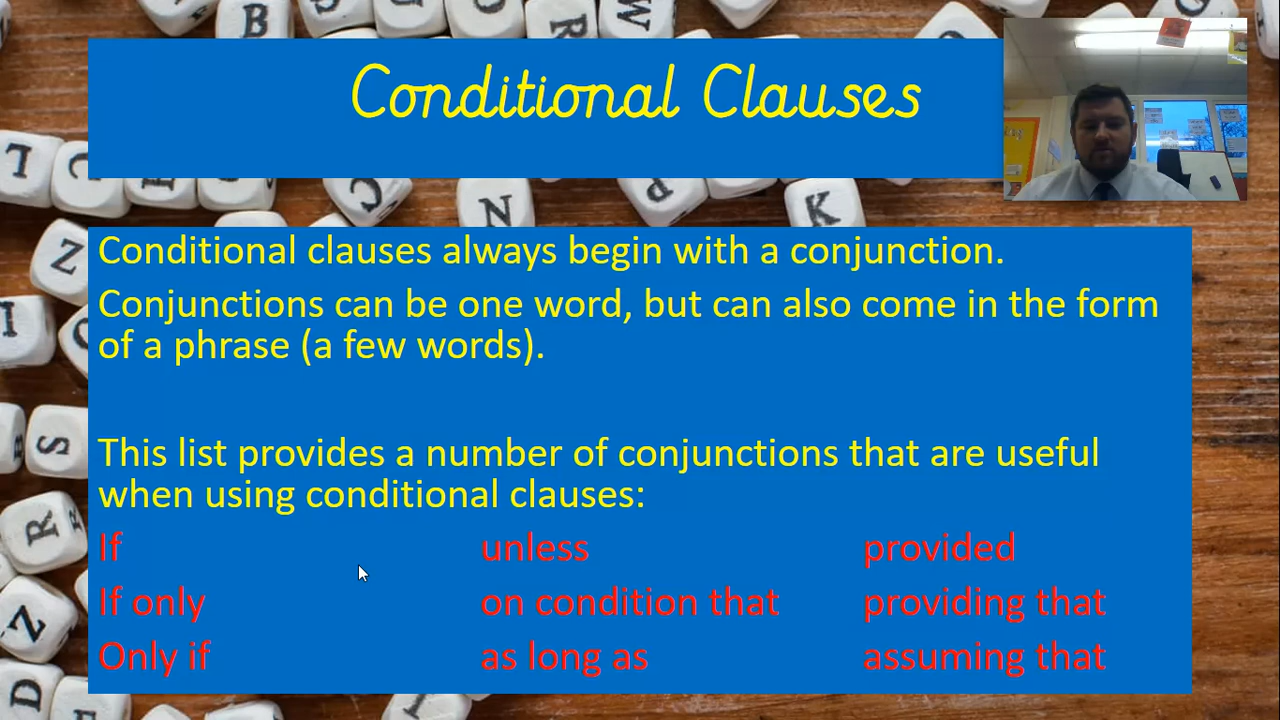 Conditional Clauses
Conditional clauses always begin with a conjunction.
Conjunctions can be one word, but can also come in the form
of a phrase (a few words).
This list provides a number of conjunctions that are useful
when using conditional clauses:
If unless provided
If only on condition that providing that
Only if as long as assuming that